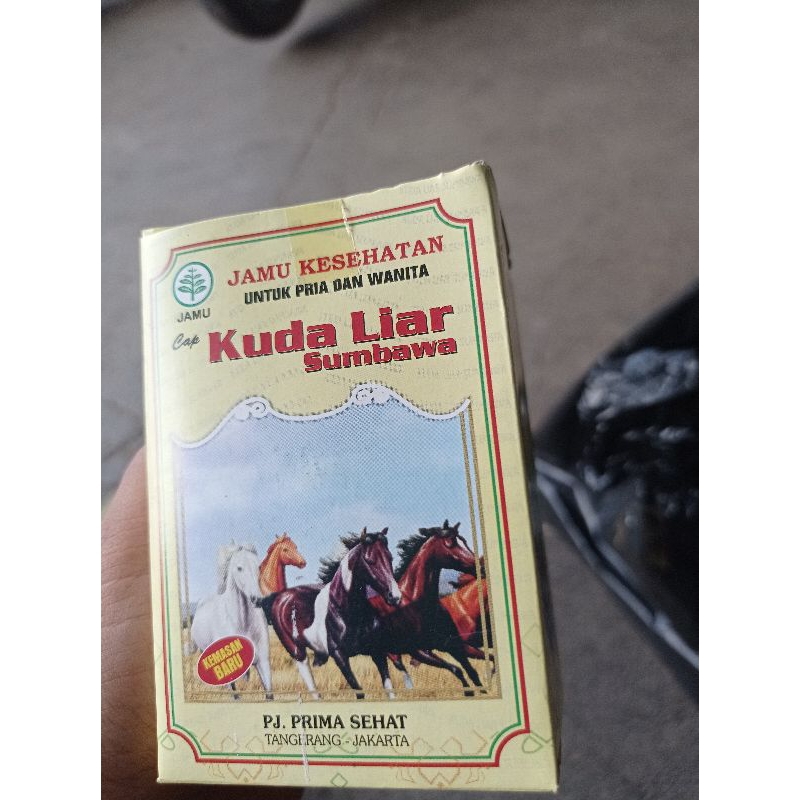 JAMU KESEHATAN
UNTUK PRIA DAN WANITA
JAMU
Cap Kuda Liar
Sumbawa
KEMASAN
BARU
PJ. PRIMA SEHAT
TANGERANG - JAKARTA